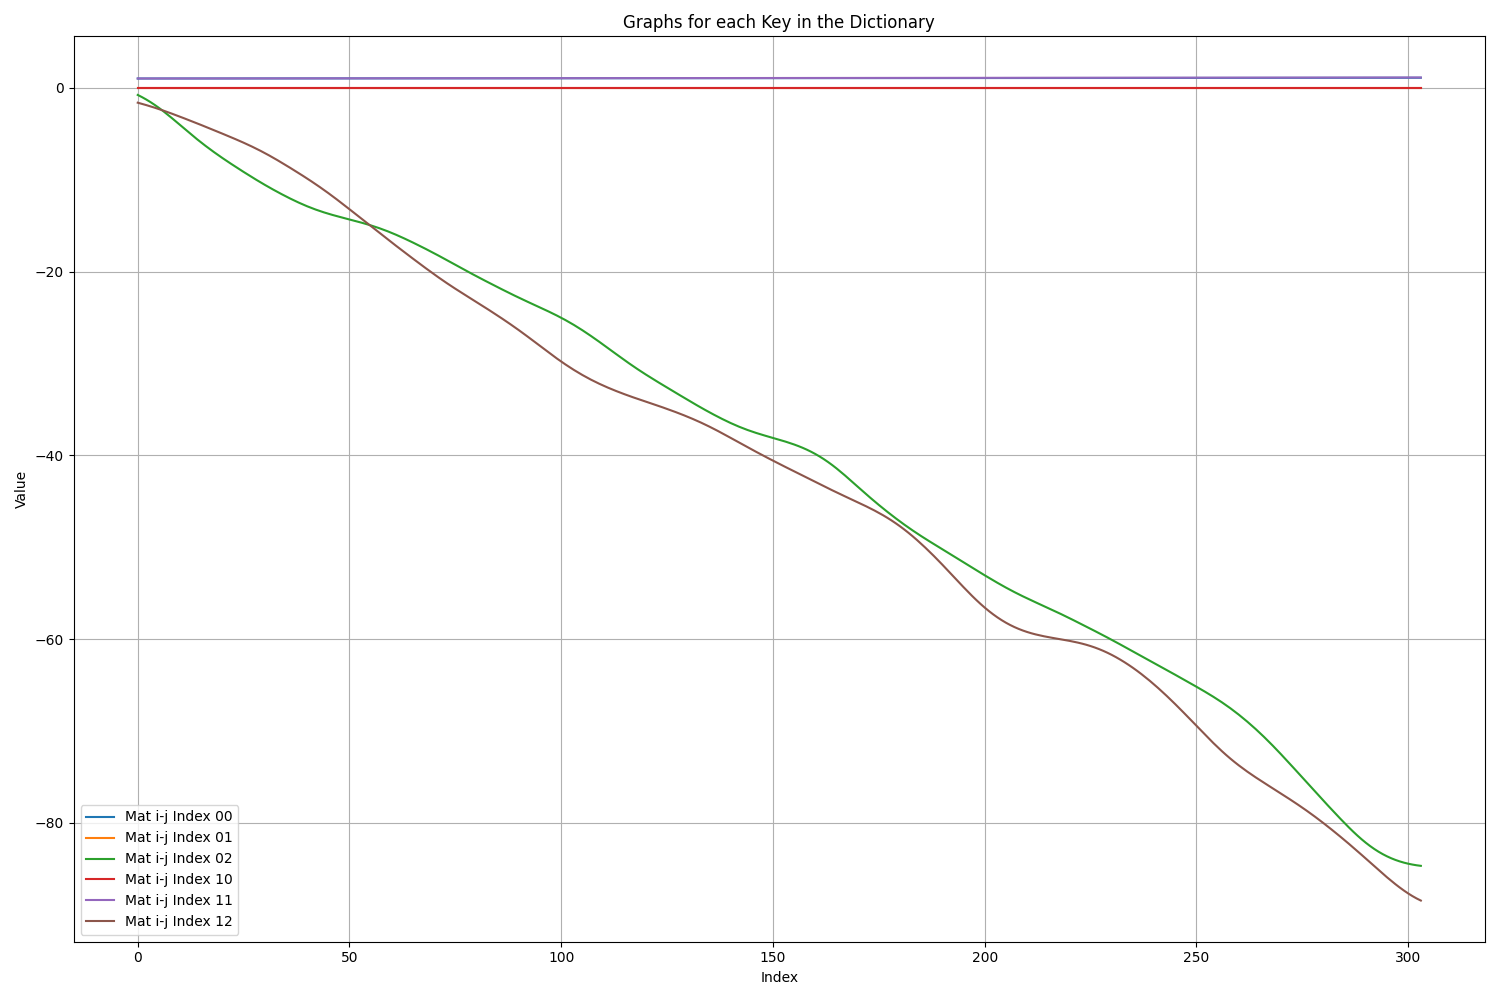 Graphs for each Key in the Dictionary
Value
0
−20
−40
−60
−80
Mat i-j Index 00
Mat i-j Index 01
Mat i-j Index 02
Mat i-j Index 10
Mat i-j Index 11
Mat i-j Index 12
0 50 100 150 200 250 300
Index